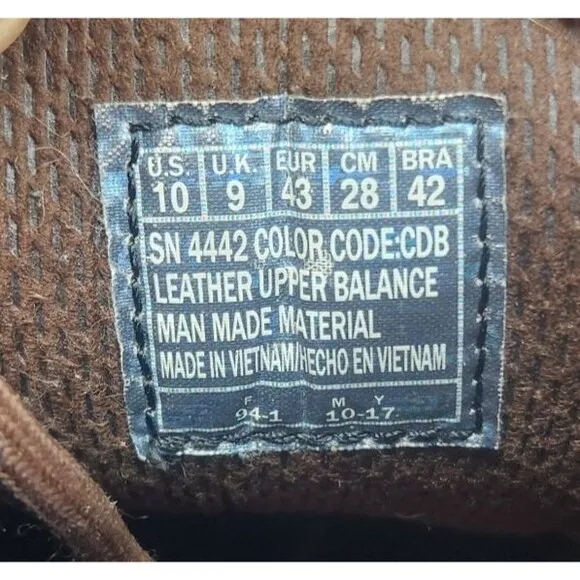 U.S. U.K. EUR CM BRA
10 9 43 28 42
SN 4442 COLOR CODE:CDB
LEATHER UPPER BALANCE
MAN MADE MATERIAL
MADE IN VIETNAM/HECHO EN VIETNAM
F M Y
94-1 10-17